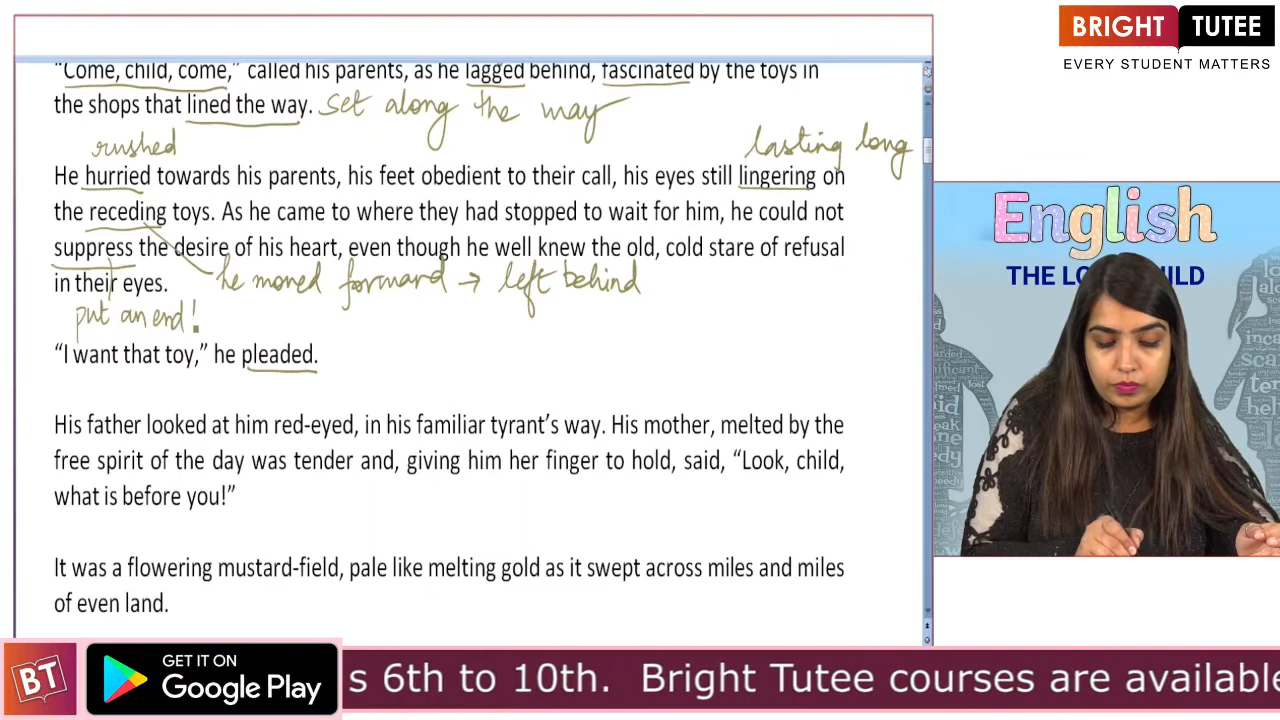 BRIGHT TUTEE
EVERY STUDENT MATTERS
"Come, child, come," called his parents, as he lagged behind, fascinated by the toys in
the shops that lined the way. set along the way
rushed
lasting long
He hurried towards his parents, his feet obedient to their call, his eyes still lingering on
the receding toys. As he came to where they had stopped to wait for him, he could not
suppress the desire of his heart, even though he well knew the old, cold stare of refusal
in their eyes. he moved forward → left behind
put an end!
"I want that toy," he pleaded.
His father looked at him red-eyed, in his familiar tyrant's way. His mother, melted by the
free spirit of the day was tender and, giving him her finger to hold, said, "Look, child,
what is before you!"
It was a flowering mustard-field, pale like melting gold as it swept across miles and miles
of even land.
English
THE LO ILD
BT
GET IT ON
Google Play
s 6th to 10th. Bright Tutee courses are available